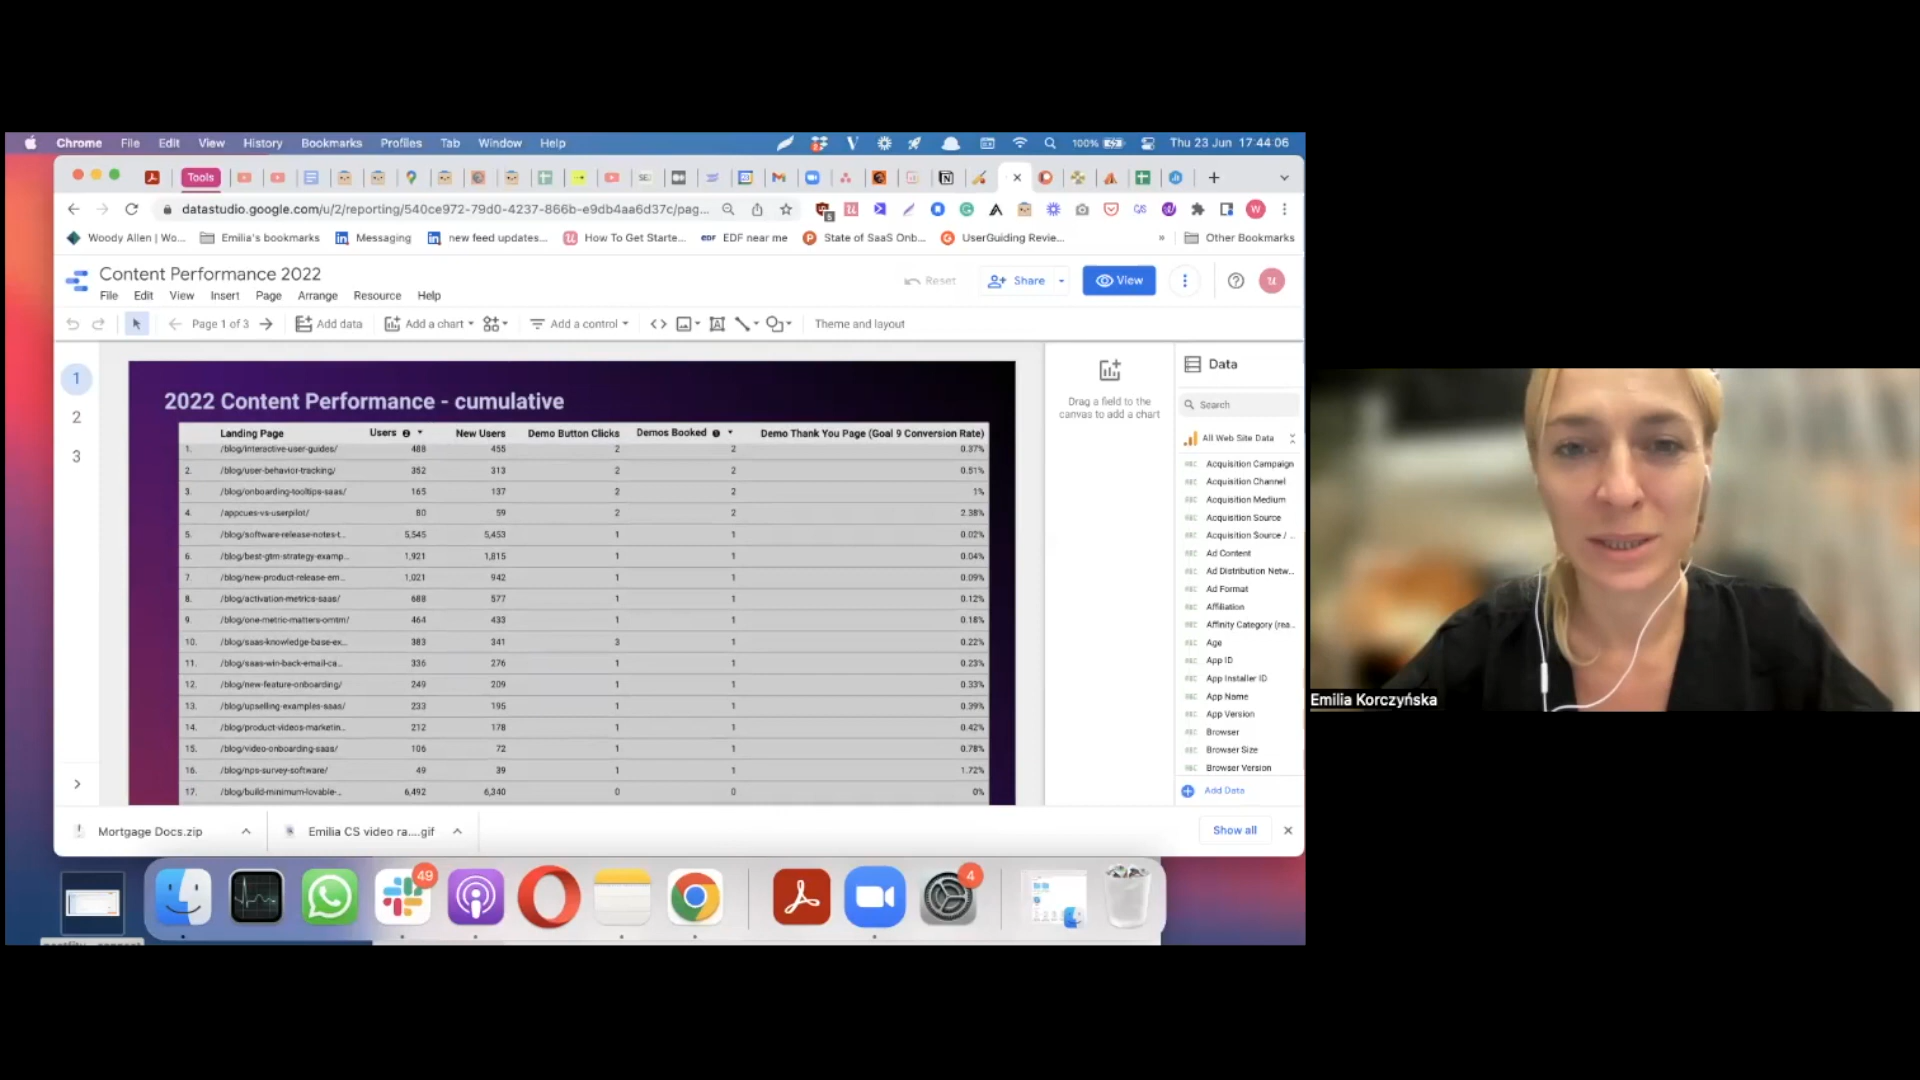 Chrome File Edit View History Bookmarks Profiles Tab Window Help 100% Thu 23 Jun 17:44:06
Tools
datastudio.google.com/u/2/reporting/540ce972-79d0-4237-866b-e9db4aa6d37c/pag...
Woody Allen | Wo... Emilia's bookmarks Messaging new feed updates... How To Get Starte... EDF near me State of SaaS Onb... UserGuiding Revie... » Other Bookmarks
Content Performance 2022
Reset Share View
File Edit View Insert Page Arrange Resource Help
Page 1 of 3 Add data Add a chart Add a control Theme and layout
1
2
3
2022 Content Performance - cumulative
Landing Page Users New Users Demo Button Clicks Demos Booked Demo Thank You Page (Goal 9 Conversion Rate)
1. /blog/interactive-user-guides/ 488 455 2 2 0.37%
2. /blog/user-behavior-tracking/ 352 313 2 2 0.51%
3. /blog/onboarding-tooltips-saas/ 165 137 2 2 1%
4. /appcues-vs-userpilot/ 80 59 2 2 2.38%
5. /blog/software-release-notes-t... 5,545 5,453 1 1 0.02%
6. /blog/best-gtm-strategy-examp... 1,921 1,815 1 1 0.04%
7. /blog/new-product-release-em... 1,021 942 1 1 0.09%
8. /blog/activation-metrics-saas/ 688 577 1 1 0.12%
9. /blog/one-metric-matters-omtm/ 464 433 1 1 0.18%
10. /blog/saas-knowledge-base-ex... 383 341 3 1 0.22%
11. /blog/saas-win-back-email-ca... 336 276 1 1 0.23%
12. /blog/new-feature-onboarding/ 249 209 1 1 0.33%
13. /blog/upselling-examples-saas/ 233 195 1 1 0.39%
14. /blog/product-videos-marketin... 212 178 1 1 0.42%
15. /blog/video-onboarding-saas/ 106 72 1 1 0.78%
16. /blog/nps-survey-software/ 49 39 1 1 1.72%
17. /blog/build-minimum-lovable-... 6,492 6,340 0 0 0%
Drag a field to the
canvas to add a chart
Data
Search
All Web Site Data
Acquisition Campaign
Acquisition Channel
Acquisition Medium
Acquisition Source
Acquisition Source / ...
Ad Content
Ad Distribution Netw...
Ad Format
Affiliation
Affinity Category (rea...
Age
App ID
App Installer ID
App Name
App Version
Browser
Browser Size
Browser Version
Add Data
Mortgage Docs.zip Emilia CS video ra....gif Show all
49
4
Emilia Korczyńska